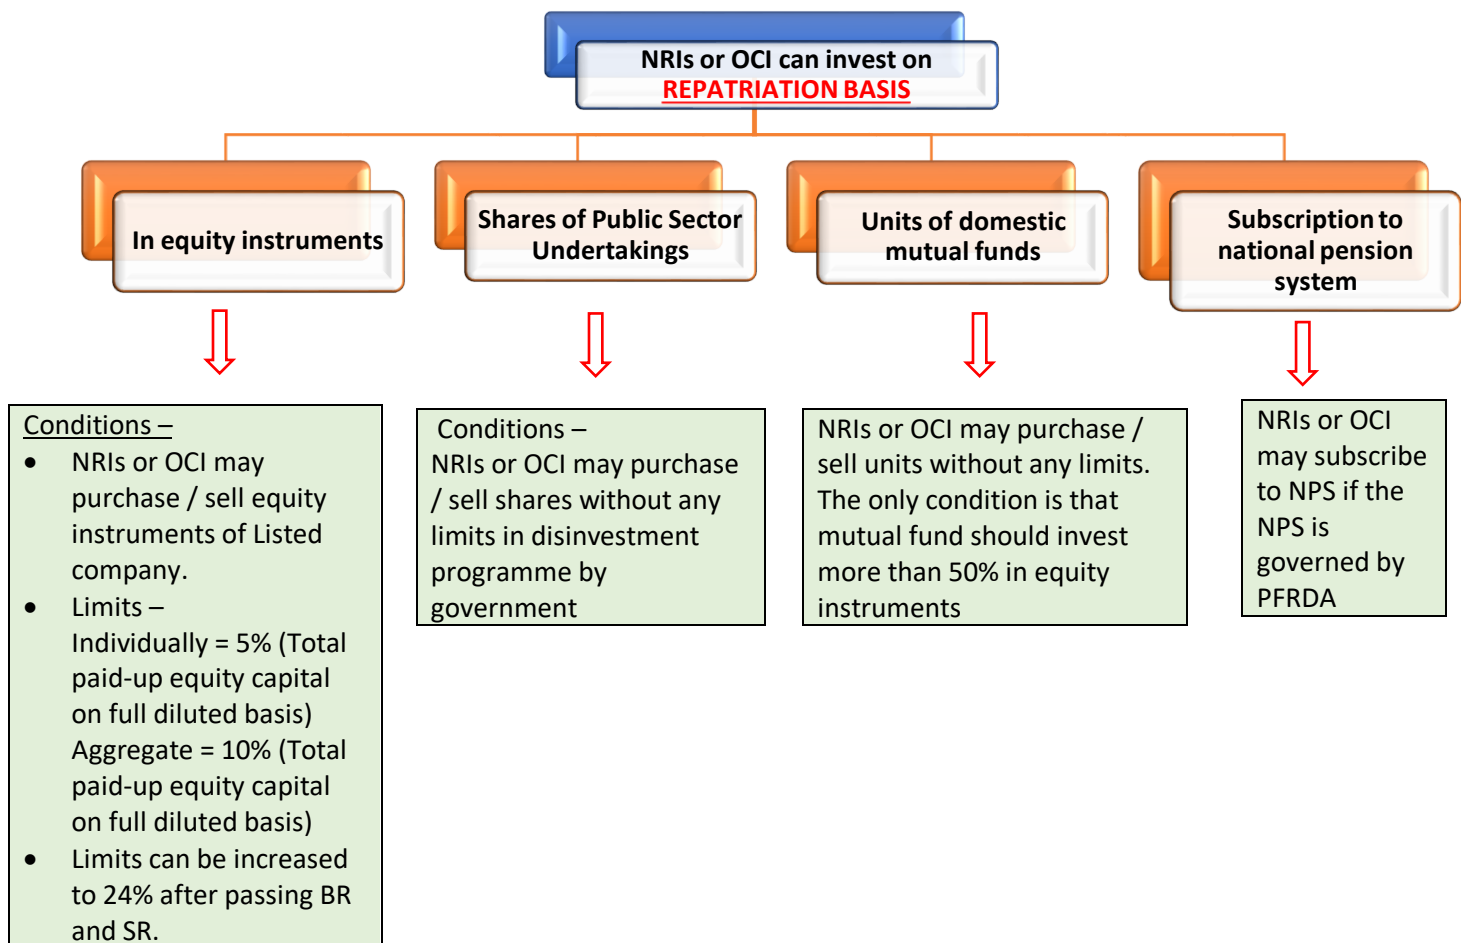 NRIs or OCI can invest on
REPATRIATION BASIS
In equity instruments
Shares of Public Sector
Undertakings
Units of domestic
mutual funds
Subscription to
national pension
system
Conditions –
• NRIs or OCI may
purchase / sell equity
instruments of Listed
company.
• Limits –
Individually = 5% (Total
paid-up equity capital
on full diluted basis)
Aggregate = 10% (Total
paid-up equity capital
on full diluted basis)
• Limits can be increased
to 24% after passing BR
and SR.
Conditions –
NRIs or OCI may purchase
/ sell shares without any
limits in disinvestment
programme by
government
NRIs or OCI may purchase /
sell units without any limits.
The only condition is that
mutual fund should invest
more than 50% in equity
instruments
NRIs or OCI
may subscribe
to NPS if the
NPS is
governed by
PFRDA